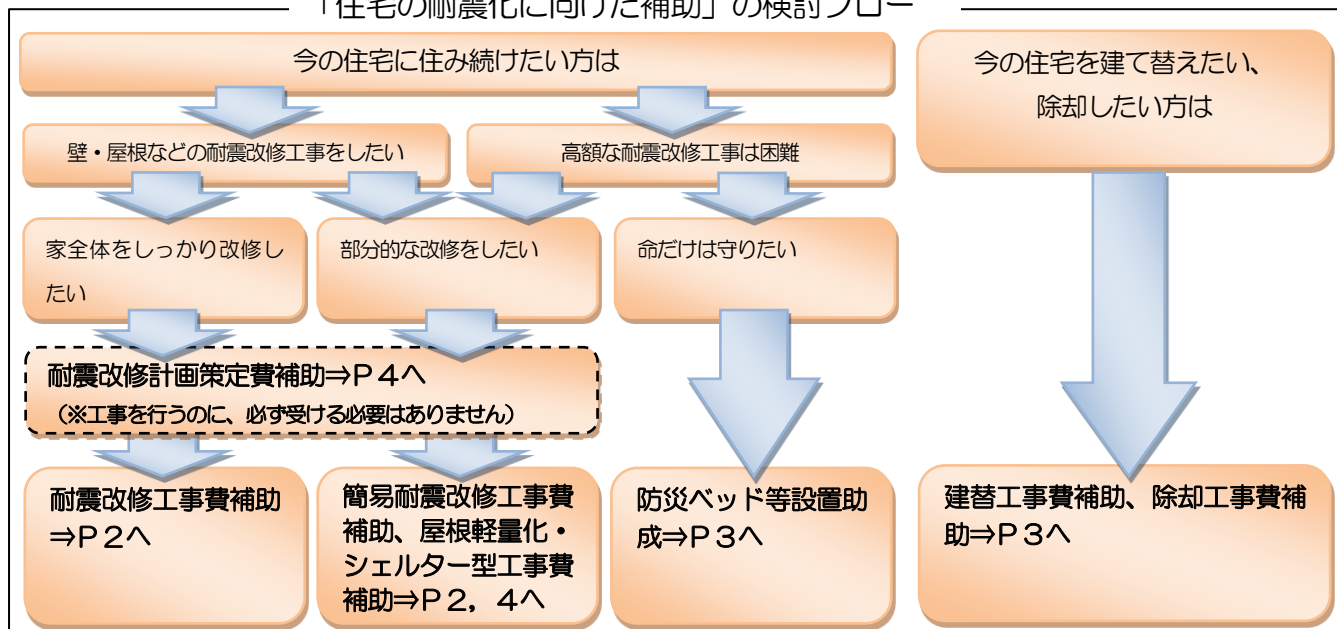 「住宅の耐震化に向けた補助」の検討フロー
今の住宅に住み続けたい方は
今の住宅を建て替えたい、
除却したい方は
壁・屋根などの耐震改修工事をしたい
高額な耐震改修工事は困難
家全体をしっかり改修し
たい
部分的な改修をしたい
命だけは守りたい
耐震改修計画策定費補助⇒P４へ
（※工事を行うのに、必ず受ける必要はありません）
耐震改修工事費補助
⇒P２へ
簡易耐震改修工事費
補助、屋根軽量化・
シェルター型工事費
補助⇒P２，４へ
防災ベッド等設置助
成⇒P３へ
建替工事費補助、除却工事費補
助⇒P３へ